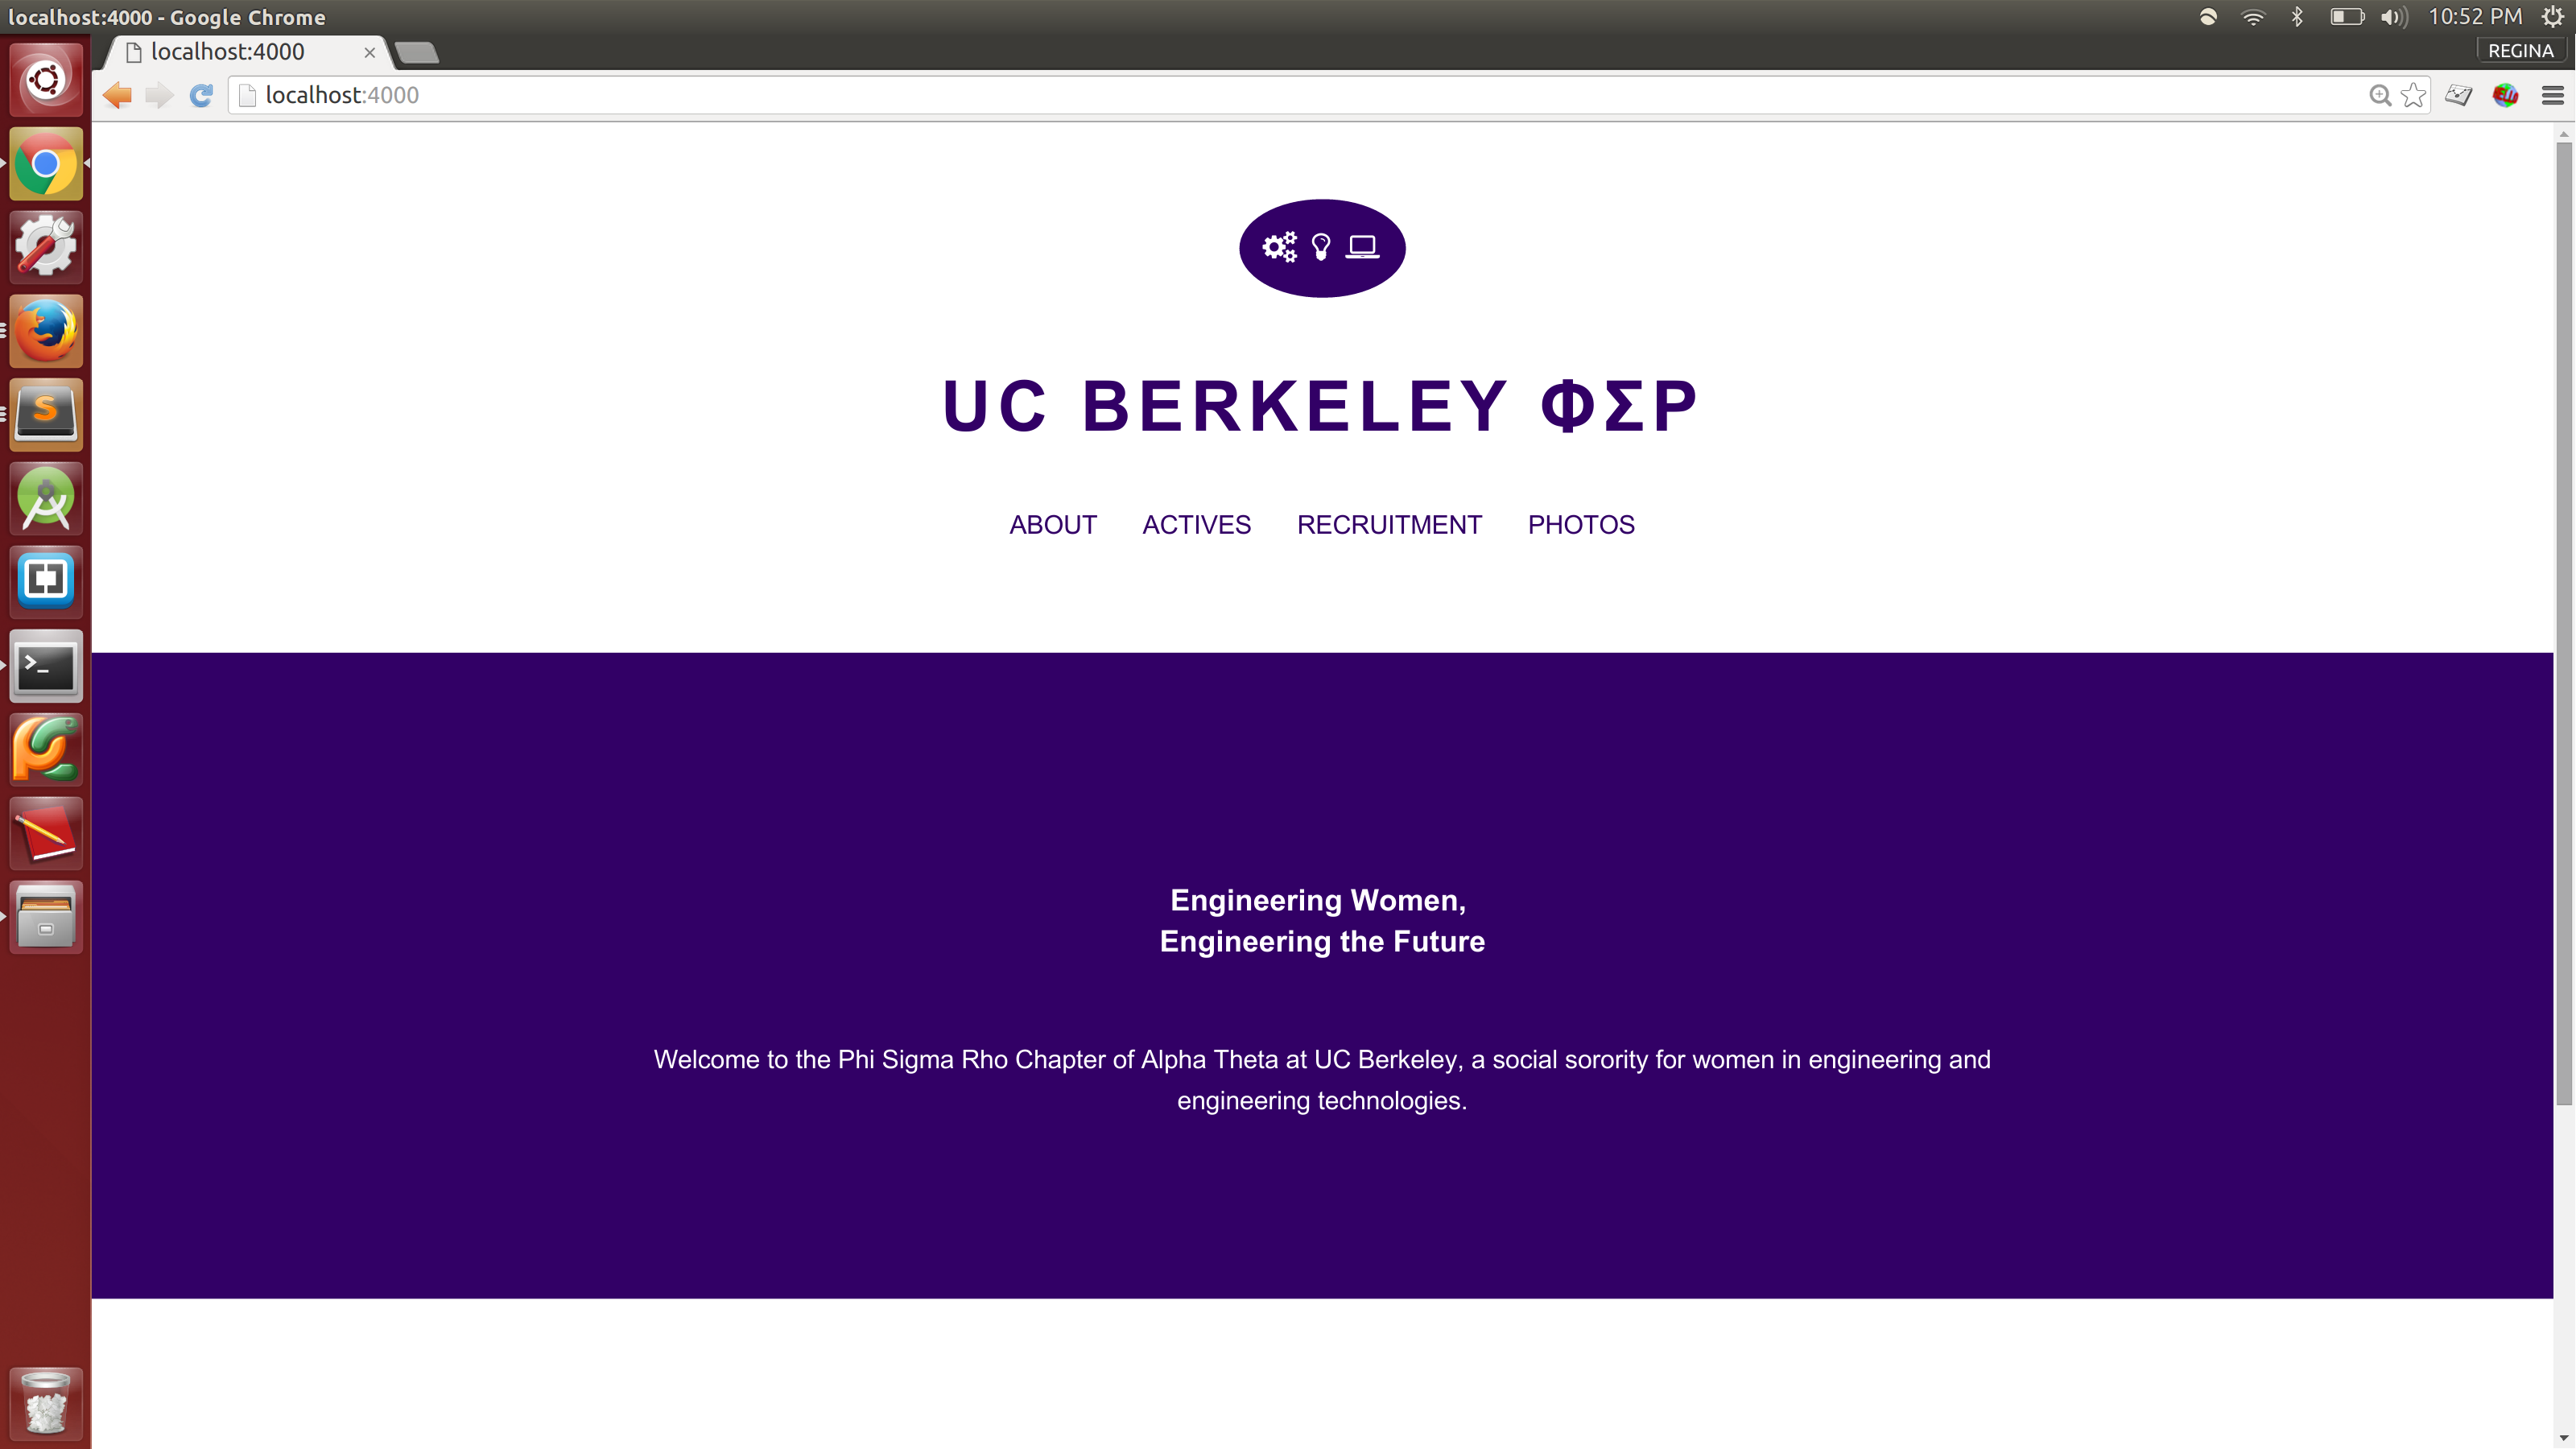 localhost:4000 - Google Chrome
10:52 PM
localhost:4000
REGINA
localhost:4000
UC BERKELEY ΦΣΡ
ABOUT ACTIVES RECRUITMENT PHOTOS
Engineering Women,
Engineering the Future
Welcome to the Phi Sigma Rho Chapter of Alpha Theta at UC Berkeley, a social sorority for women in engineering and
engineering technologies.